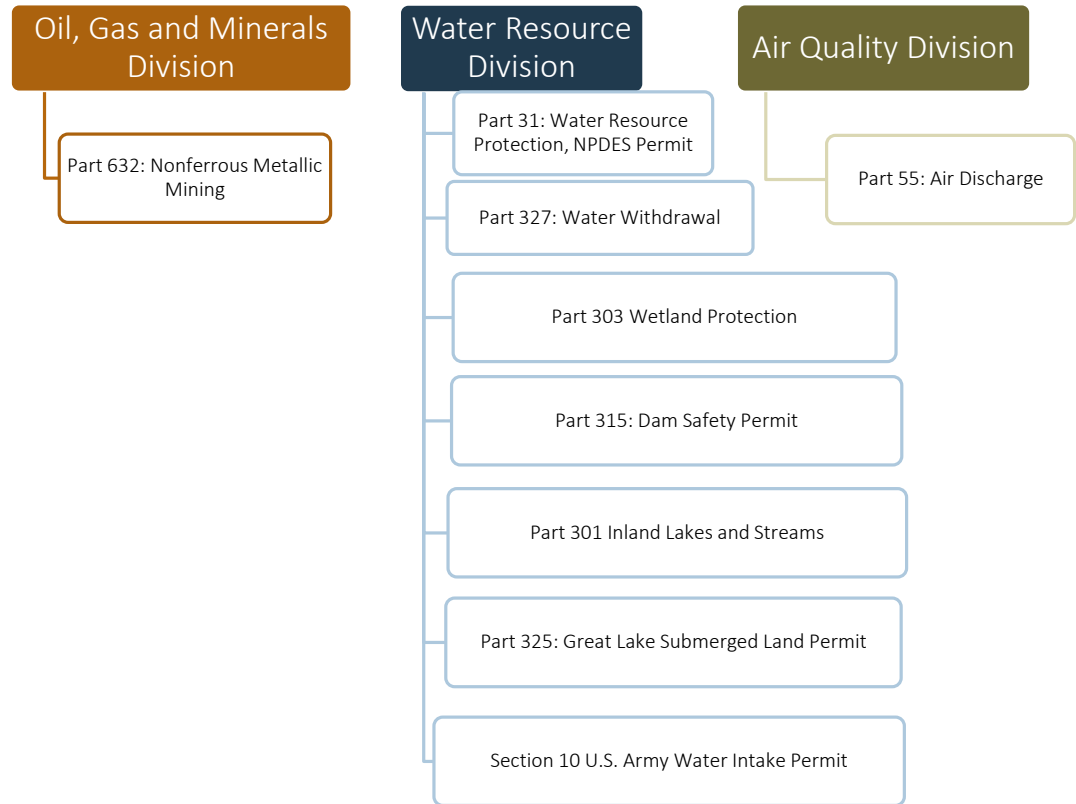 Oil, Gas and Minerals
Division
Part 632: Nonferrous Metallic
Mining
Water Resource
Division
Part 31: Water Resource
Protection, NPDES Permit
Part 327: Water Withdrawal
Part 303 Wetland Protection
Part 315: Dam Safety Permit
Part 301 Inland Lakes and Streams
Part 325: Great Lake Submerged Land Permit
Section 10 U.S. Army Water Intake Permit
Air Quality Division
Part 55: Air Discharge